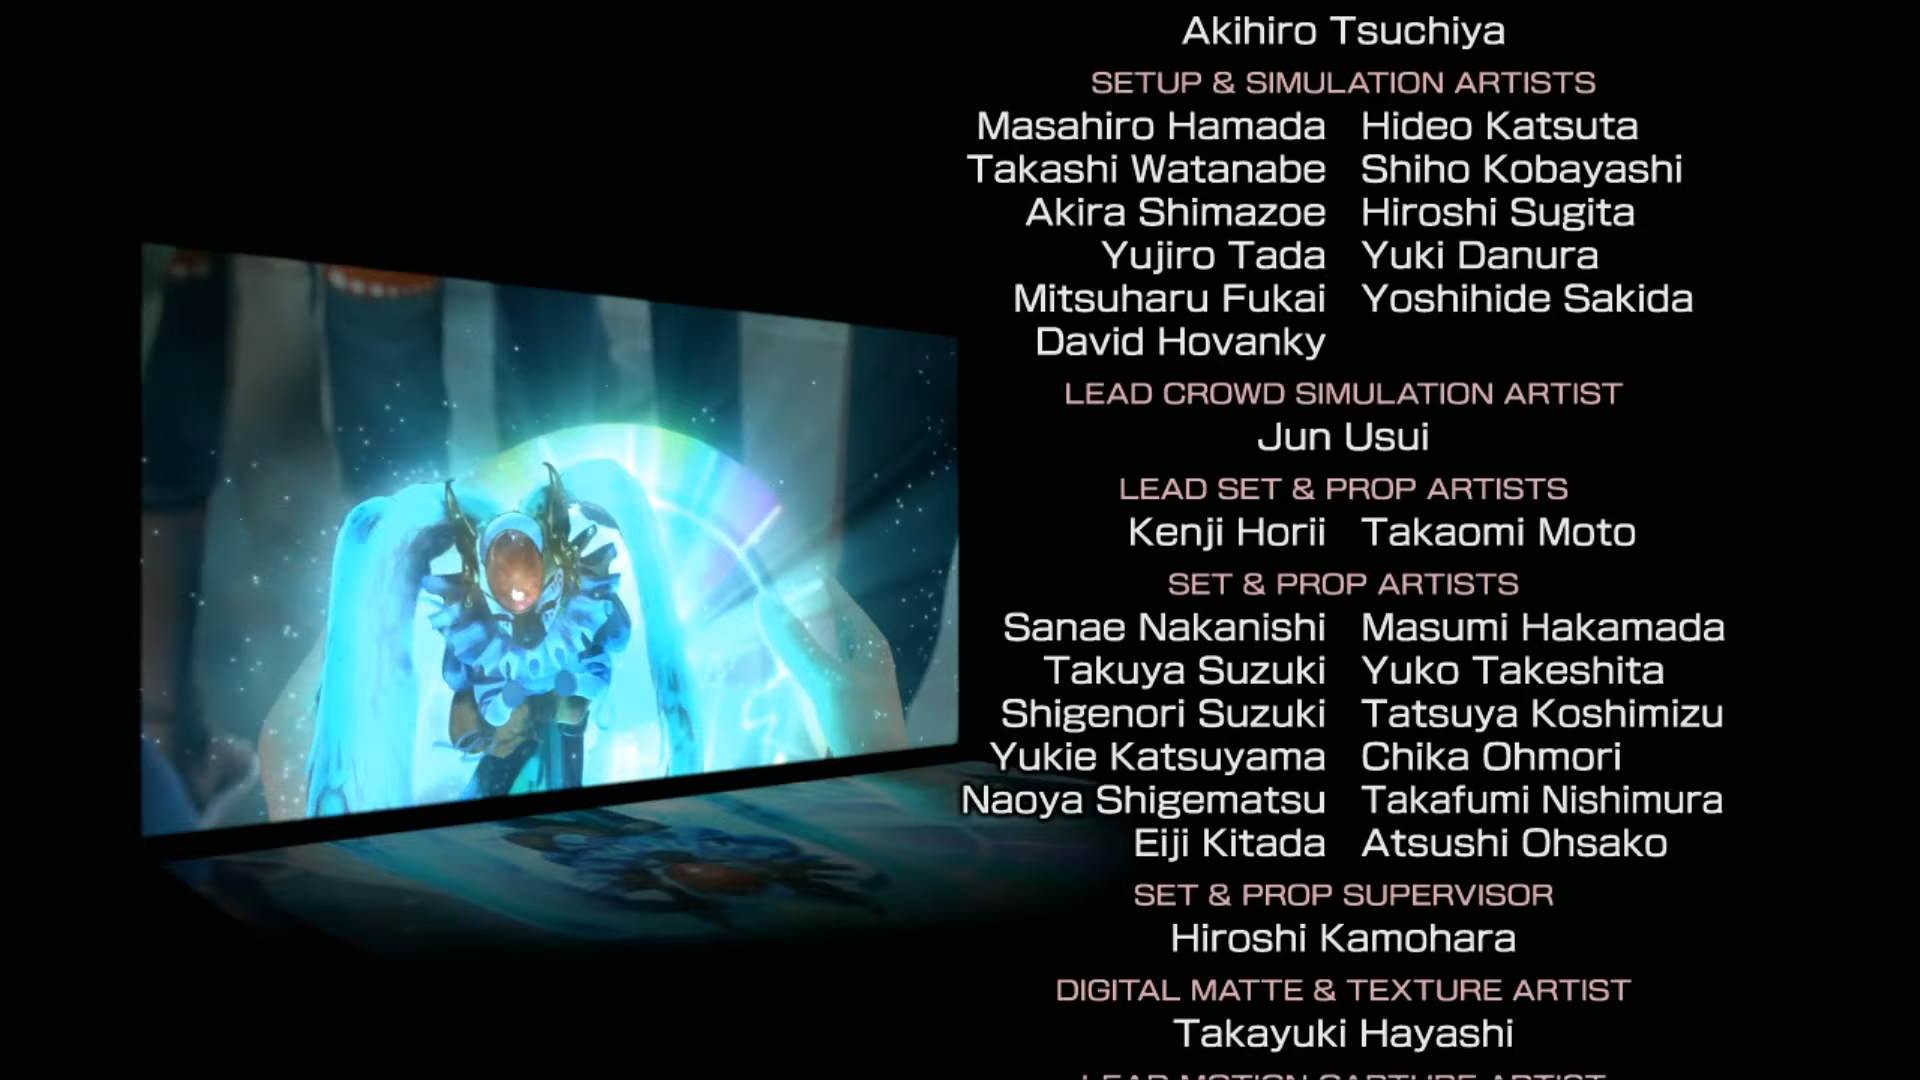 Akihiro Tsuchiya
SETUP & SIMULATION ARTISTS
Masahiro Hamada Hideo Katsuta
Takashi Watanabe Shiho Kobayashi
Akira Shimazoe Hiroshi Sugita
Yujiro Tada Yuki Danura
Mitsuharu Fukai Yoshihide Sakida
David Hovanky
LEAD CROWD SIMULATION ARTIST
Jun Usui
LEAD SET & PROP ARTISTS
Kenji Horii Takaomi Moto
SET & PROP ARTISTS
Sanae Nakanishi Masumi Hakamada
Takuya Suzuki Yuko Takeshita
Shigenori Suzuki Tatsuya Koshimizu
Yukie Katsuyama Chika Ohmori
Naoya Shigematsu Takafumi Nishimura
Eiji Kitada Atsushi Ohsako
SET & PROP SUPERVISOR
Hiroshi Kamohara
DIGITAL MATTE & TEXTURE ARTIST
Takayuki Hayashi
LEAD MOTION CAPTURE ARTIST